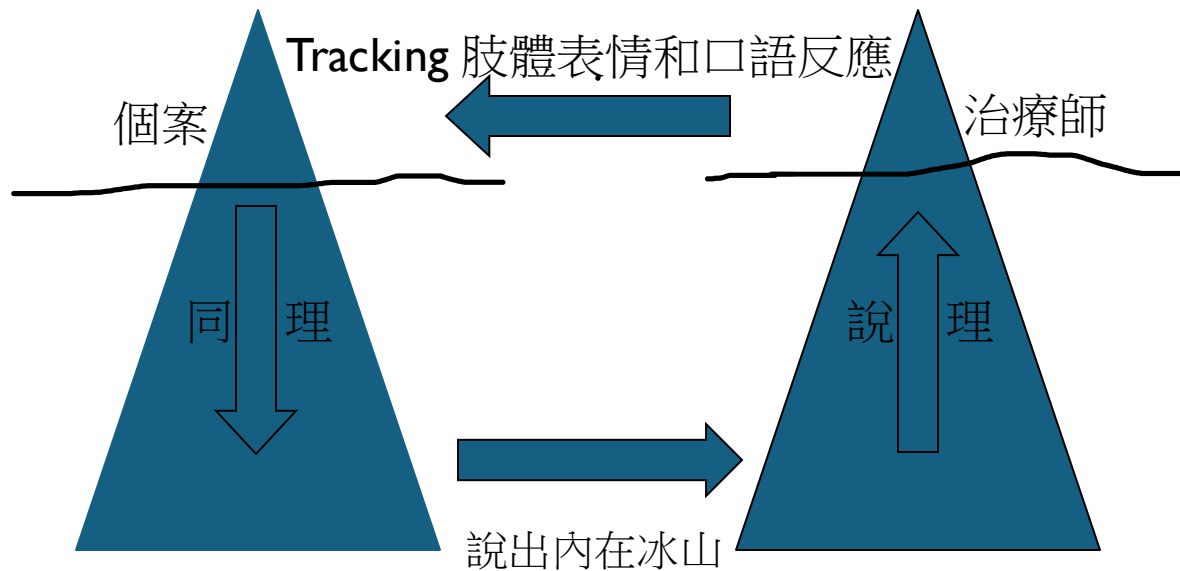 Tracking 肢體表情和口語反應
個案
治療師
同 理
說 理
說出內在冰山